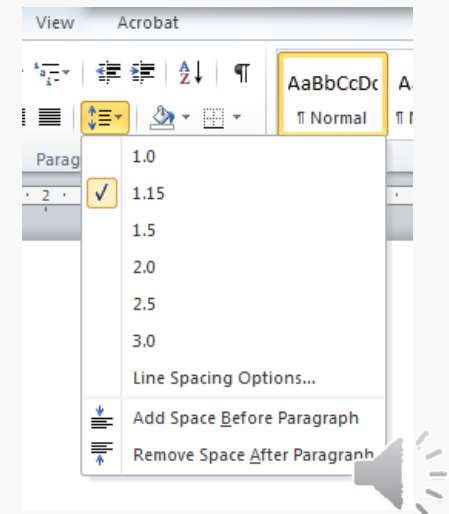 View Acrobat
AaBbCcDc A
¶ Normal ¶
Parag
2
1.0
1.15
1.5
2.0
2.5
3.0
Line Spacing Options...
Add Space Before Paragraph
Remove Space After Paragraph